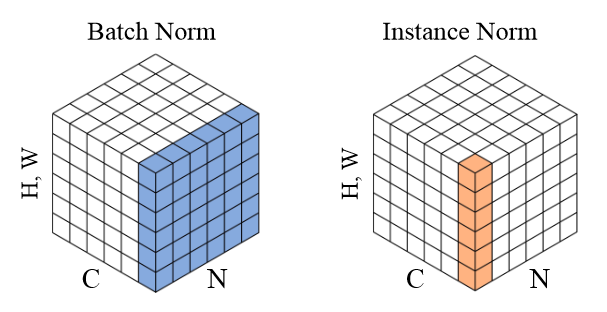 Batch Norm
Instance Norm
H, W
C
N
H, W
C
N